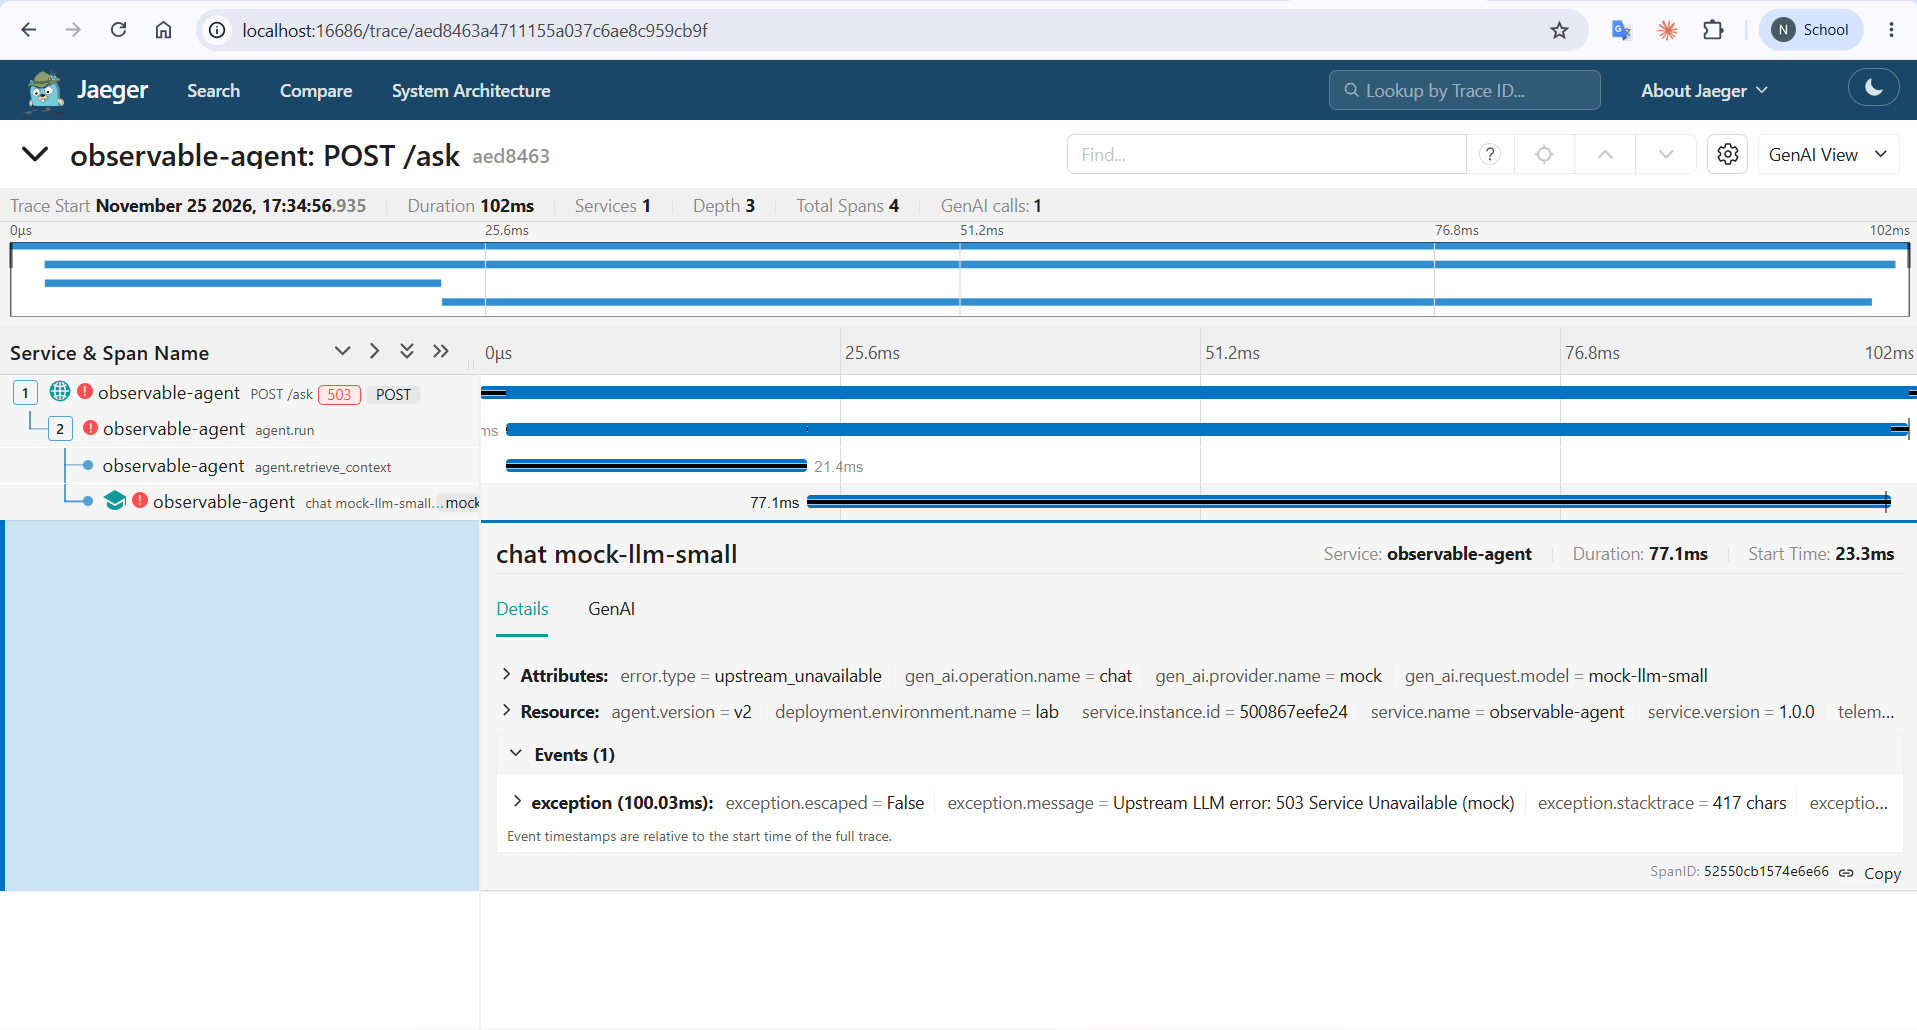 localhost:16686/trace/aed8463a4711155a037c6ae8c959cb9f
N School
Jaeger Search Compare System Architecture Lookup by Trace ID... About Jaeger
observable-agent: POST /ask aed8463 Find... ? GenAI View
Trace Start November 25 2026, 17:34:56.935 Duration 102ms Services 1 Depth 3 Total Spans 4 GenAI calls: 1
0μs 25.6ms 51.2ms 76.8ms 102ms
Service & Span Name 0μs 25.6ms 51.2ms 76.8ms 102ms
1 observable-agent POST /ask 503 POST
2 observable-agent agent.run ms
observable-agent agent.retrieve_context 21.4ms
observable-agent chat mock-llm-small... mock 77.1ms
chat mock-llm-small Service: observable-agent Duration: 77.1ms Start Time: 23.3ms
Details GenAI
Attributes: error.type = upstream_unavailable gen_ai.operation.name = chat gen_ai.provider.name = mock gen_ai.request.model = mock-llm-small
Resource: agent.version = v2 deployment.environment.name = lab service.instance.id = 500867eefe24 service.name = observable-agent service.version = 1.0.0 telem...
Events (1)
exception (100.03ms): exception.escaped = False exception.message = Upstream LLM error: 503 Service Unavailable (mock) exception.stacktrace = 417 chars exceptio...
Event timestamps are relative to the start time of the full trace.
SpanID: 52550cb1574e6e66 Copy